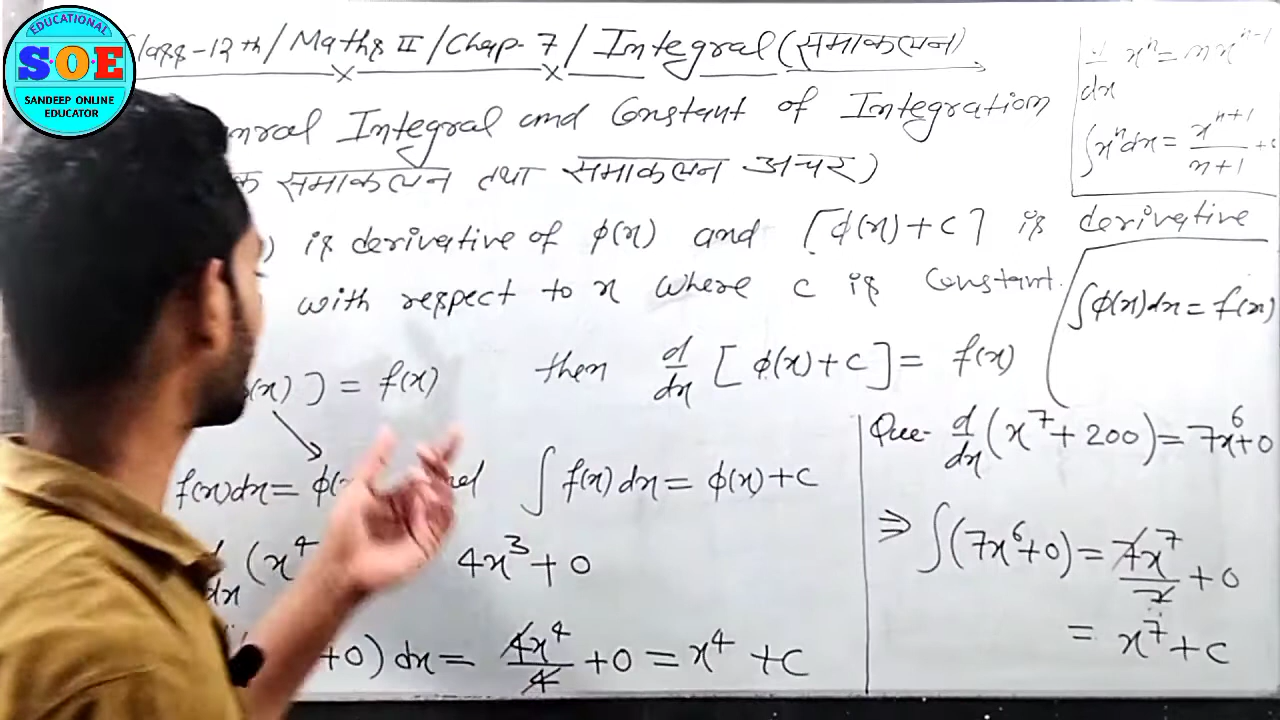 EDUCATIONAL
S.O.E
SANDEEP ONLINE
EDUCATOR
Class-12th/Maths II/Chap-7/Integral(समाकलन)
Integral and Constant of Integration
समाकलन तथा समाकलन अचर)
) is derivative of ϕ(x) and [ϕ(x)+c] is derivative
with respect to x where c is constant.
(x)] = f(x) then d/dx [ϕ(x)+c] = f(x)
f(x)dx = ϕ( ∫f(x)dx = ϕ(x)+c
(x⁴ 4x³+0
+0)dx = 4x⁴/4 +0 = x⁴ +c
d/dx xⁿ = nxⁿ⁻¹
∫xⁿdx = xⁿ⁺¹/n+1 +c
∫ϕ(x)dx = f(x)
Que- d/dx (x⁷+200) = 7x⁶+0
⇒ ∫(7x⁶+0) = 7x⁷/7 +0
= x⁷+c